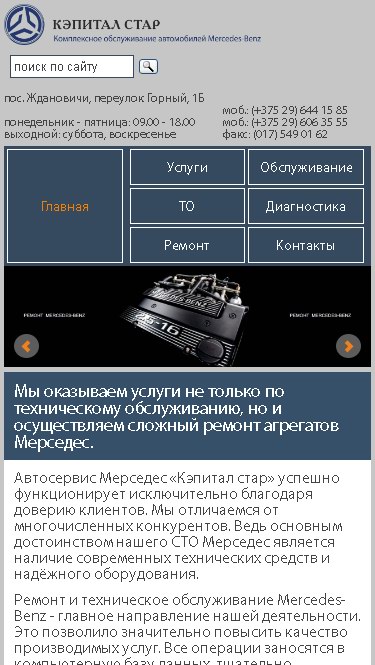 КЭПИТАЛ СТАР
Комплексное обслуживание автомобилей Mercedes-Benz
поиск по сайту
пос. Ждановичи, переулок Горный, 1Б
понедельник - пятница: 09.00 - 18.00
выходной: суббота, воскресенье
моб.: (+375 29) 644 15 85
моб.: (+375 29) 606 35 55
факс: (017) 549 01 62
Главная
Услуги
Обслуживание
ТО
Диагностика
Ремонт
Контакты
РЕМОНТ MERCEDES-BENZ
РЕМОНТ MERCEDES-BENZ
Мы оказываем услуги не только по
техническому обслуживанию, но и
осуществляем сложный ремонт агрегатов
Мерседес.
Автосервис Мерседес «Кэпитал стар» успешно
функционирует исключительно благодаря
доверию клиентов. Мы отличаемся от
многочисленных конкурентов. Ведь основным
достоинством нашего СТО Мерседес является
наличие современных технических средств и
надёжного оборудования.
Ремонт и техническое обслуживание Mercedes-
Benz - главное направление нашей деятельности.
Это позволило значительно повысить качество
производимых услуг. Все операции заносятся в
компьютерную базу данных, тщательно